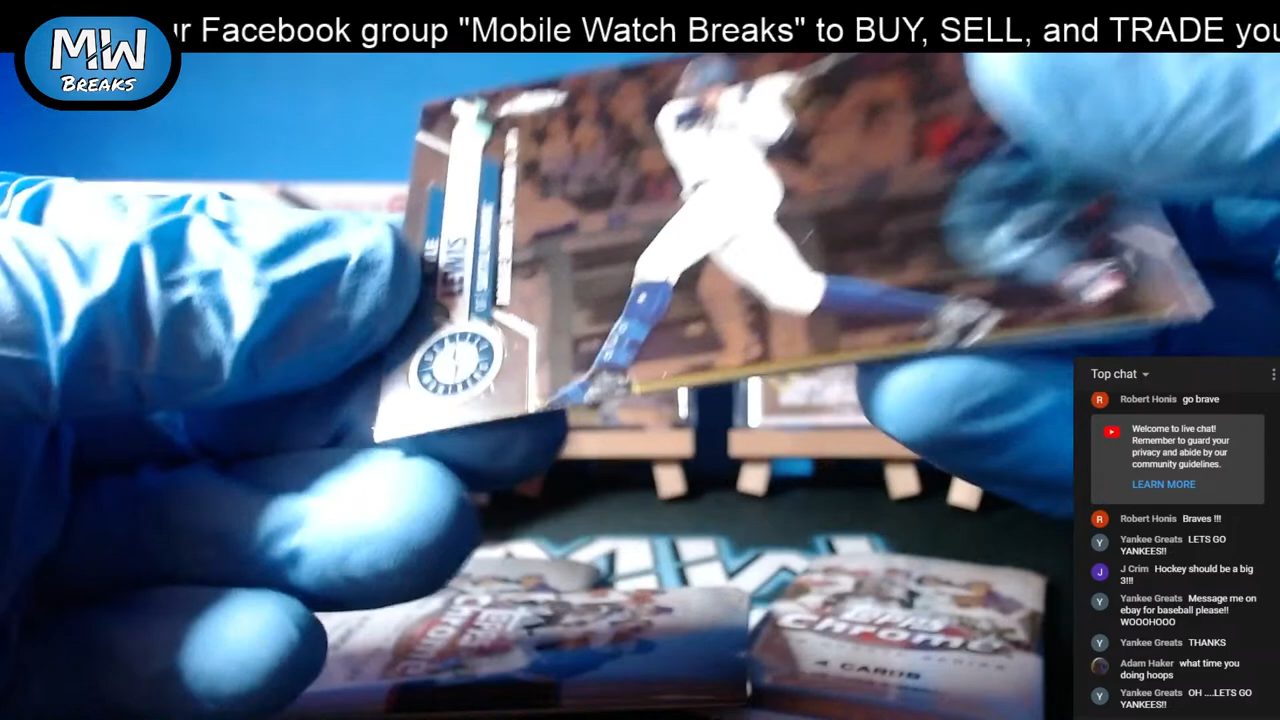 ur Facebook group "Mobile Watch Breaks" to BUY, SELL, and TRADE you
MW
BREAKS
LEWIS
MW
Chrome
4 CARDS
Top chat
R Robert Honis go brave
Welcome to live chat!
Remember to guard your
privacy and abide by our
community guidelines.
LEARN MORE
R Robert Honis Braves !!!
Y Yankee Greats LETS GO
YANKEES!!
J J Crim Hockey should be a big
3!!!
Y Yankee Greats Message me on
ebay for baseball please!!
WOOOHOOO
Y Yankee Greats THANKS
Adam Haker what time you
doing hoops
Y Yankee Greats OH ....LETS GO
YANKEES!!